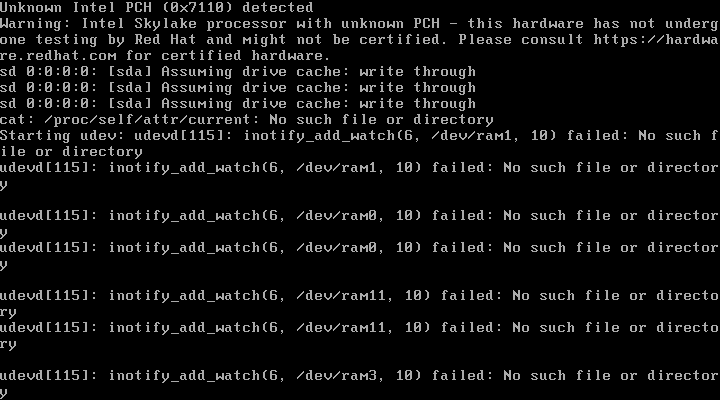 Unknown Intel PCH (0x7110) detected
Warning: Intel Skylake processor with unknown PCH - this hardware has not underg
one testing by Red Hat and might not be certified. Please consult https://hardwa
re.redhat.com for certified hardware.
sd 0:0:0:0: [sda] Assuming drive cache: write through
sd 0:0:0:0: [sda] Assuming drive cache: write through
sd 0:0:0:0: [sda] Assuming drive cache: write through
cat: /proc/self/attr/current: No such file or directory
Starting udev: udevd[115]: inotify_add_watch(6, /dev/ram1, 10) failed: No such f
ile or directory
udevd[115]: inotify_add_watch(6, /dev/ram1, 10) failed: No such file or director
y
udevd[115]: inotify_add_watch(6, /dev/ram0, 10) failed: No such file or director
y
udevd[115]: inotify_add_watch(6, /dev/ram0, 10) failed: No such file or director
y
udevd[115]: inotify_add_watch(6, /dev/ram11, 10) failed: No such file or directo
ry
udevd[115]: inotify_add_watch(6, /dev/ram11, 10) failed: No such file or directo
ry
udevd[115]: inotify_add_watch(6, /dev/ram3, 10) failed: No such file or director
y